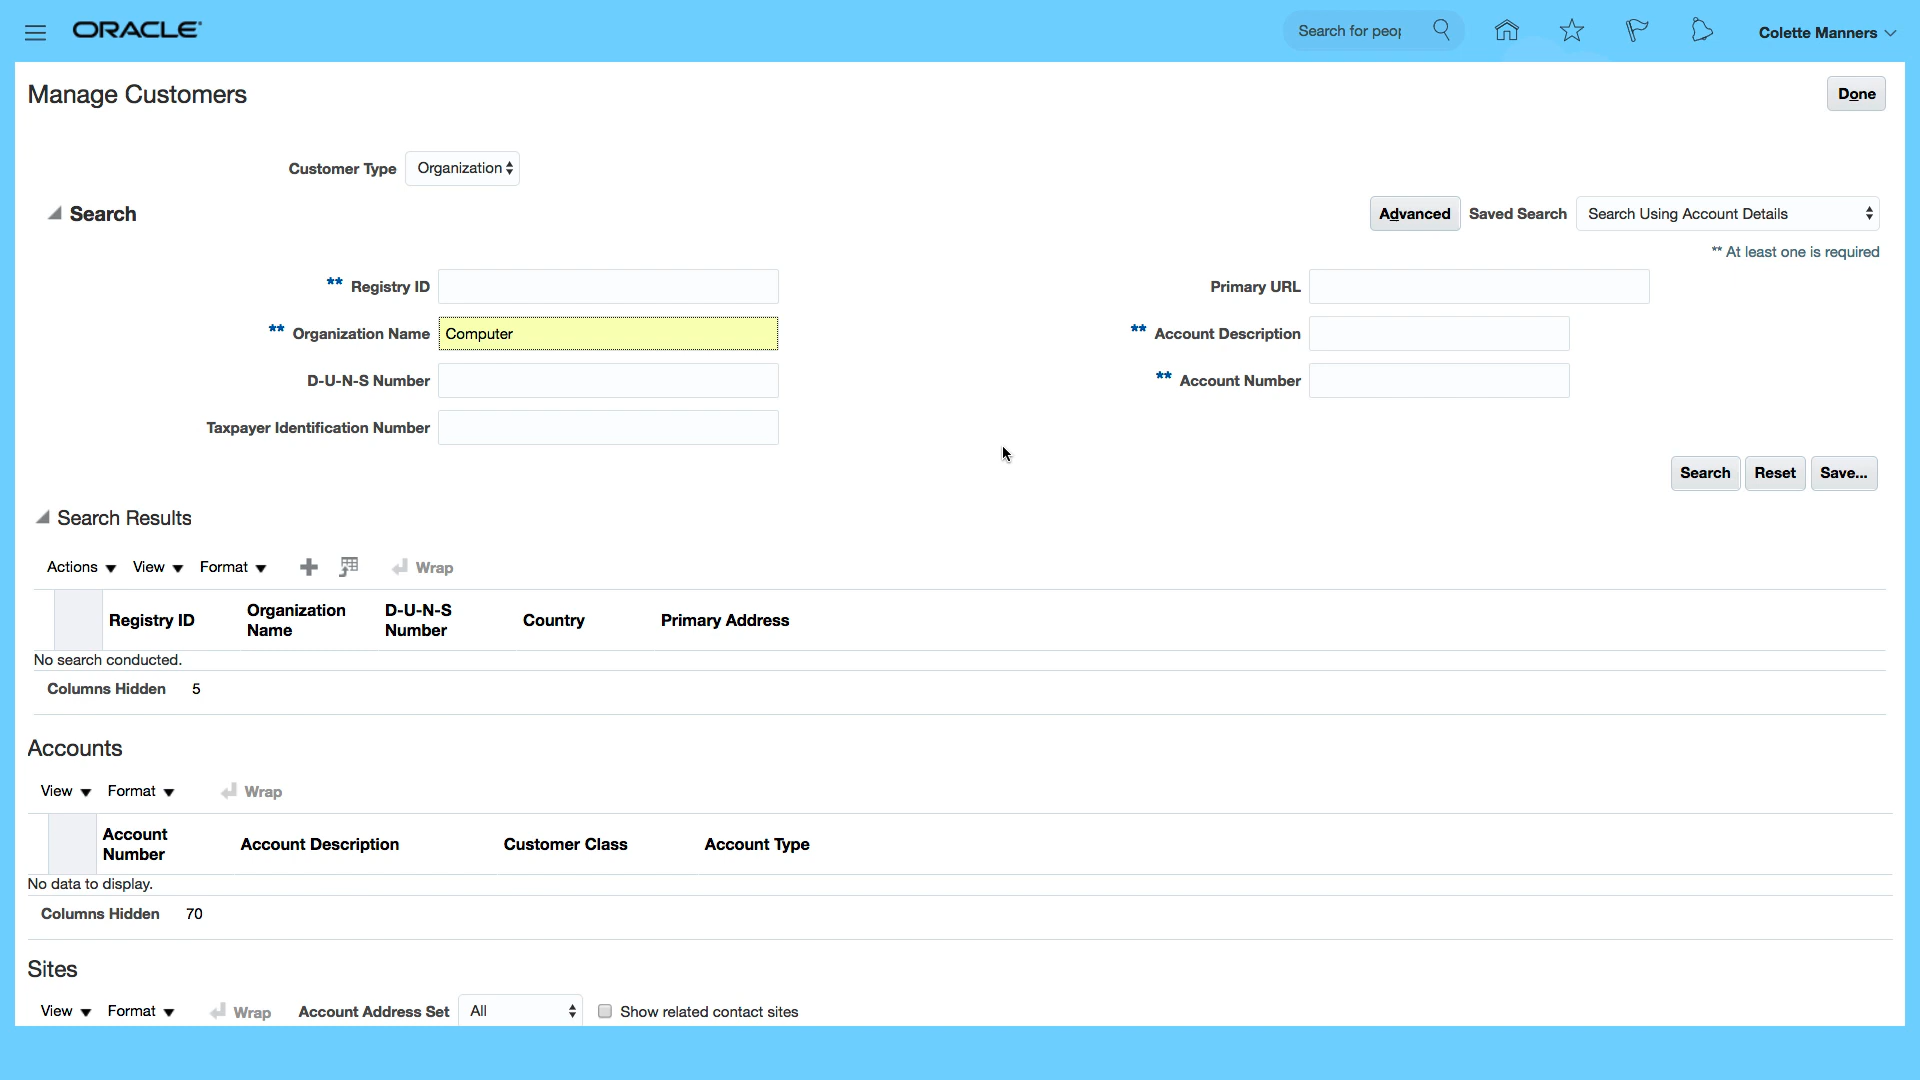 ORACLE
Search for peop
Colette Manners
Manage Customers
Done
Customer Type Organization
Search
Advanced Saved Search Search Using Account Details
** At least one is required
** Registry ID
Primary URL
** Organization Name Computer
** Account Description
D-U-N-S Number
** Account Number
Taxpayer Identification Number
Search Reset Save...
Search Results
Actions View Format Wrap
Registry ID Organization Name D-U-N-S Number Country Primary Address
No search conducted.
Columns Hidden 5
Accounts
View Format Wrap
Account Number Account Description Customer Class Account Type
No data to display.
Columns Hidden 70
Sites
View Format Wrap Account Address Set All Show related contact sites